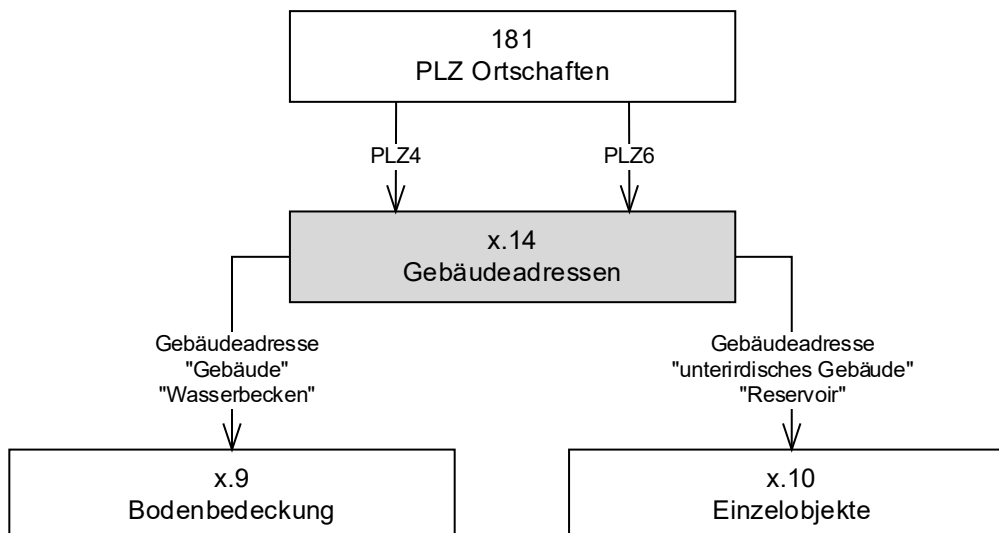 181
PLZ Ortschaften
PLZ4
PLZ6
x.14
Gebäudeadressen
Gebäudeadresse
"Gebäude"
"Wasserbecken"
Gebäudeadresse
"unterirdisches Gebäude"
"Reservoir"
x.9
Bodenbedeckung
x.10
Einzelobjekte